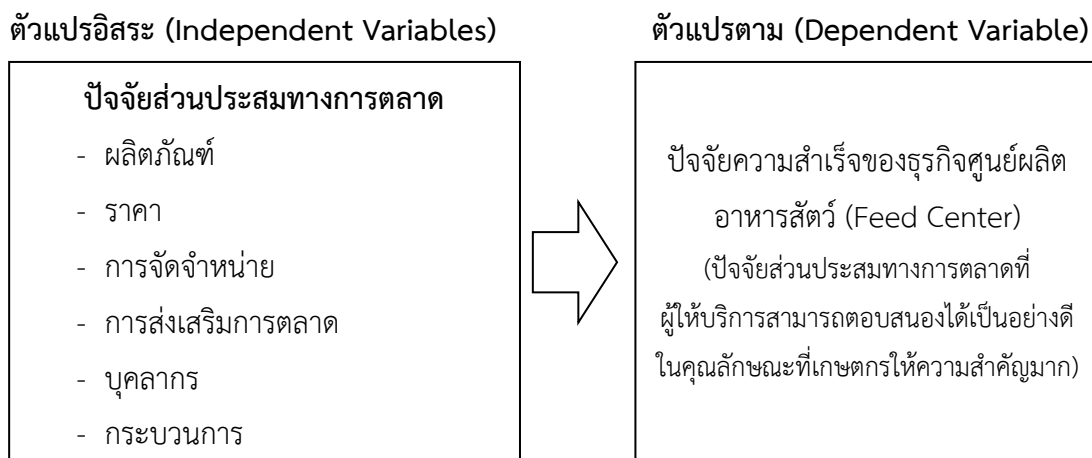 ตัวแปรอิสระ (Independent Variables)
ปัจจัยส่วนประสมทางการตลาด
- ผลิตภัณฑ์
- ราคา
- การจัดจำหน่าย
- การส่งเสริมการตลาด
- บุคลากร
- กระบวนการ
ตัวแปรตาม (Dependent Variable)
ปัจจัยความสำเร็จของธุรกิจศูนย์ผลิต
อาหารสัตว์ (Feed Center)
(ปัจจัยส่วนประสมทางการตลาดที่
ผู้ให้บริการสามารถตอบสนองได้เป็นอย่างดี
ในคุณลักษณะที่เกษตกรให้ความสำคัญมาก)